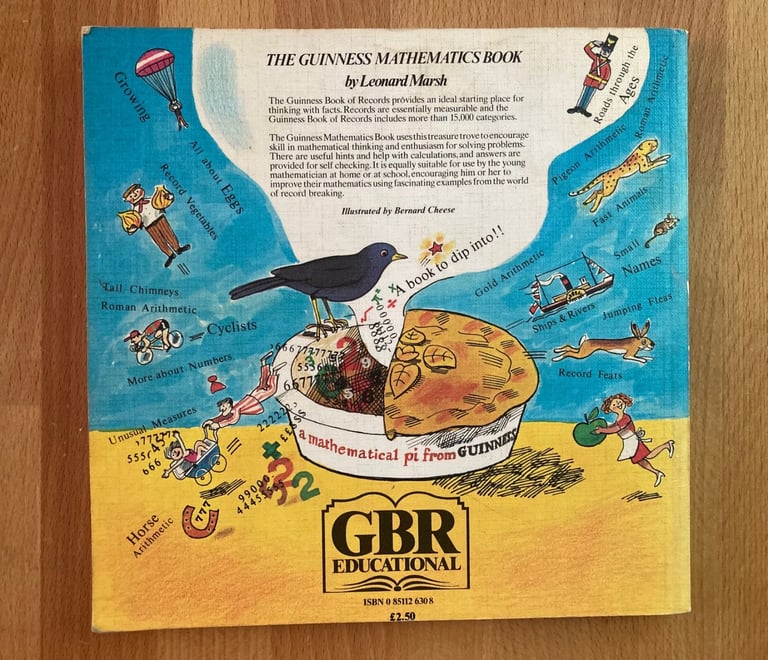 THE GUINNESS MATHEMATICS BOOK
by Leonard Marsh
The Guinness Book of Records provides an ideal starting place for
thinking with facts. Records are essentially measurable and the
Guinness Book of Records includes more than 15,000 categories.
The Guinness Mathematics Book uses this treasure trove to encourage
skill in mathematical thinking and enthusiasm for solving problems.
There are useful hints and help with calculations, and answers are
provided for self checking. It is equally suitable for use by the young
mathematician at home or at school, encouraging him or her to
improve their mathematics using fascinating examples from the world
of record breaking.
Illustrated by Bernard Cheese
Growing
All about Eggs
Record Vegetables
Tall Chimneys
Roman Arithmetic
Cyclists
More about Numbers
Unusual Measures
Horse
Arithmetic
777
Roads through the
Ages
Roman Arithmetic
Pigeon Arithmetic
Fast Animals
Small
Names
Gold Arithmetic
Ships & Rivers
Jumping Fleas
Record Feats
A book to dip into!!
a mathematical pi from GUINNESS
GBR
EDUCATIONAL
ISBN 0 85112 630 8
£2.50